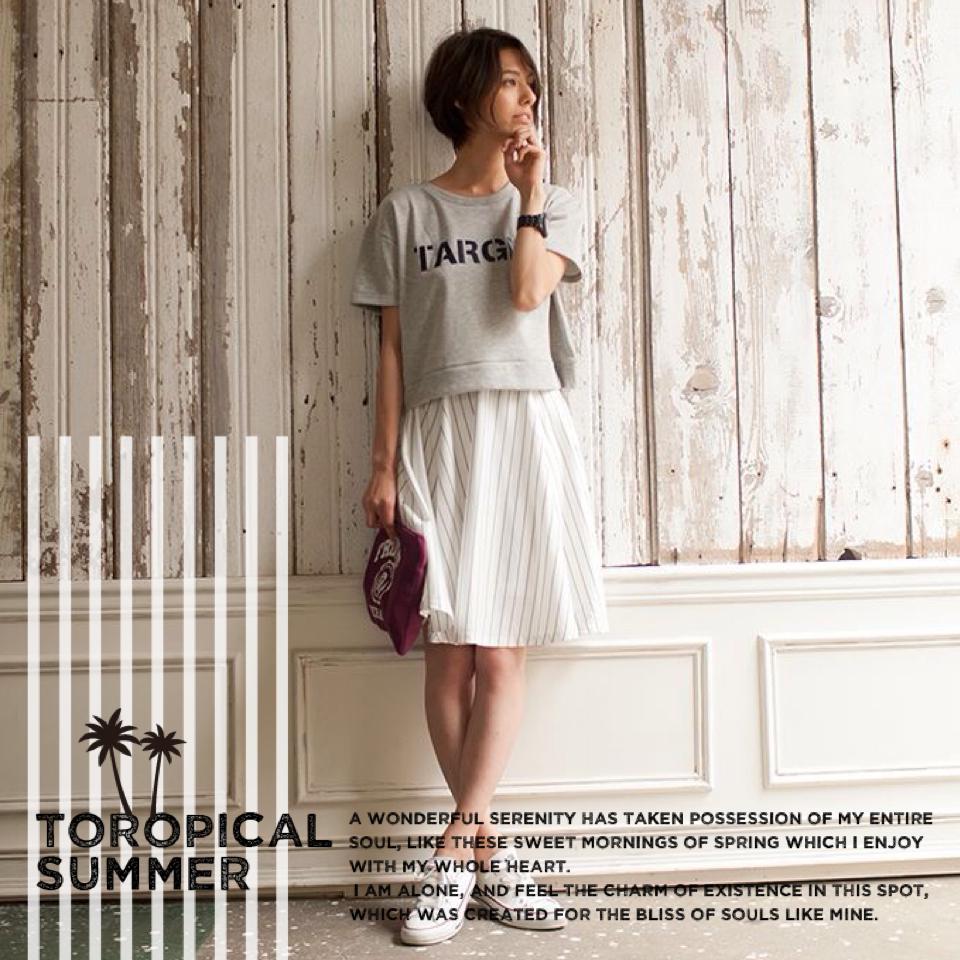 TARG
TOROPICAL
SUMMER
A WONDERFUL SERENITY HAS TAKEN POSSESSION OF MY ENTIRE
SOUL, LIKE THESE SWEET MORNINGS OF SPRING WHICH I ENJOY
WITH MY WHOLE HEART.
I AM ALONE, AND FEEL THE CHARM OF EXISTENCE IN THIS SPOT,
WHICH WAS CREATED FOR THE BLISS OF SOULS LIKE MINE.